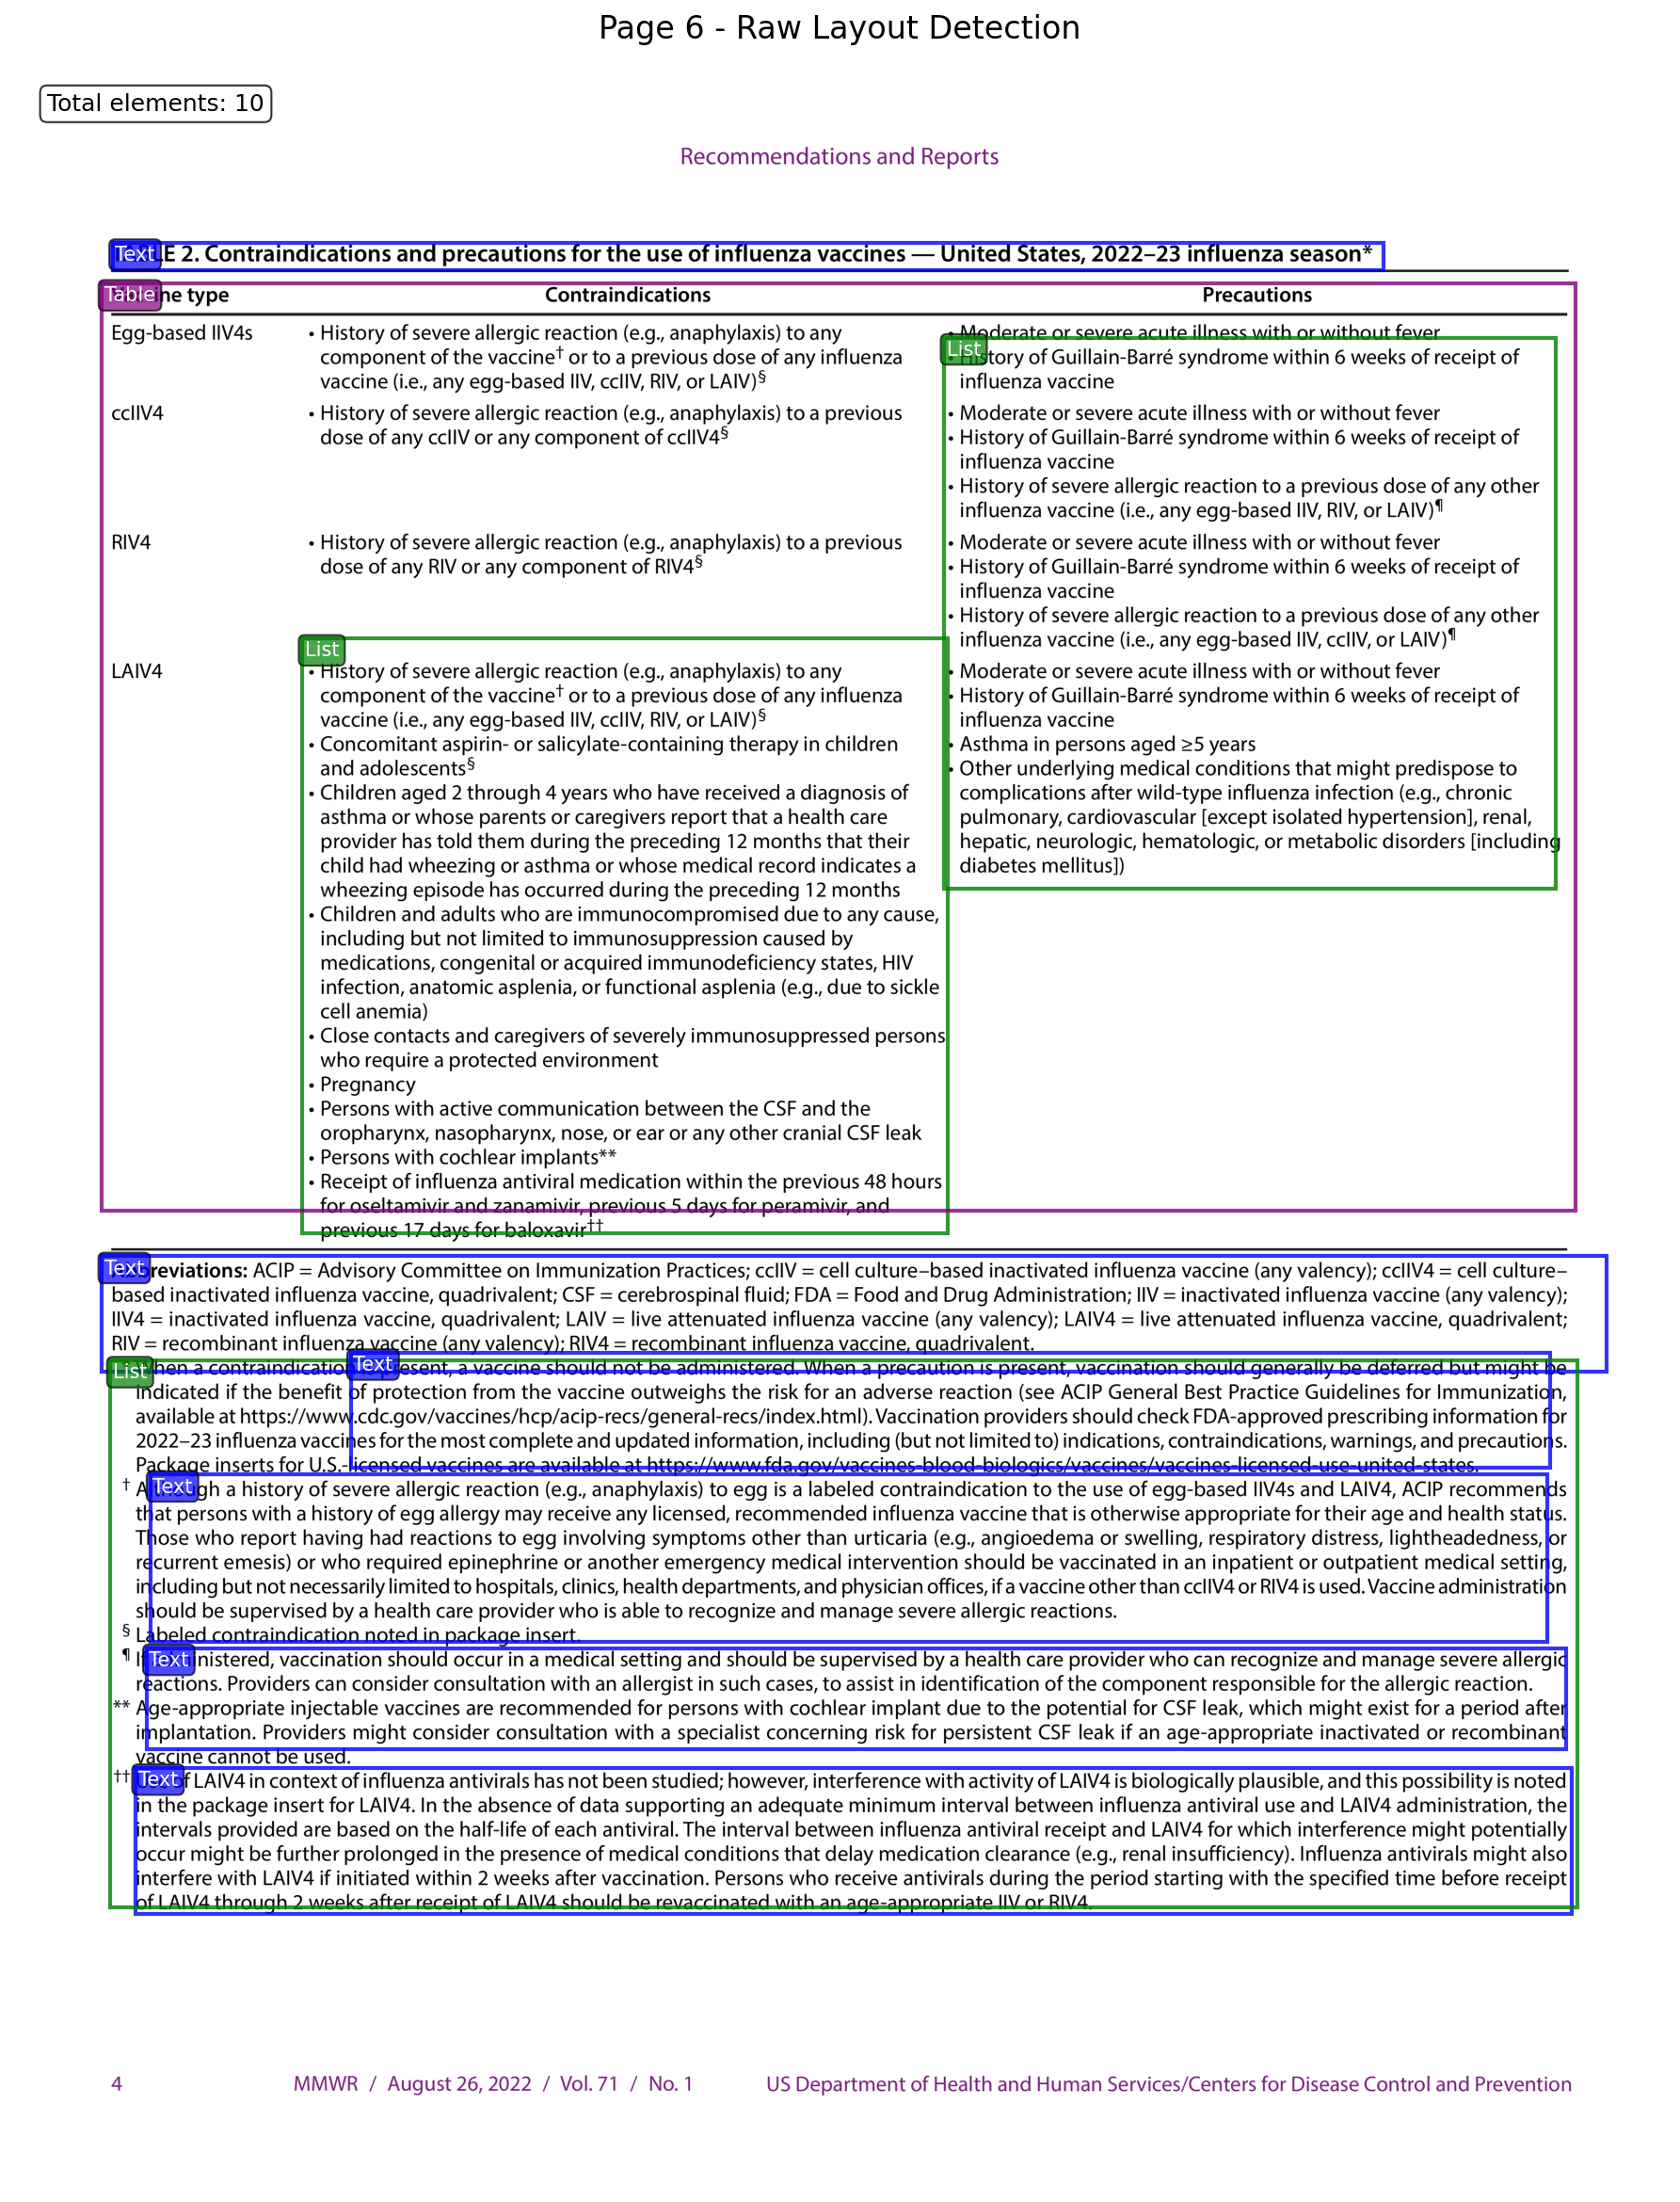 Page 6 - Raw Layout Detection
Total elements: 10
Recommendations and Reports
Text
LE 2. Contraindications and precautions for the use of influenza vaccines — United States, 2022–23 influenza season*
Table
ne type Contraindications Precautions
Egg-based IIV4s
• History of severe allergic reaction (e.g., anaphylaxis) to any
component of the vaccine† or to a previous dose of any influenza
vaccine (i.e., any egg-based IIV, ccIIV, RIV, or LAIV)§
• Moderate or severe acute illness with or without fever
List
• History of Guillain-Barré syndrome within 6 weeks of receipt of
influenza vaccine
ccIIV4
• History of severe allergic reaction (e.g., anaphylaxis) to a previous
dose of any ccIIV or any component of ccIIV4§
• Moderate or severe acute illness with or without fever
• History of Guillain-Barré syndrome within 6 weeks of receipt of
influenza vaccine
• History of severe allergic reaction to a previous dose of any other
influenza vaccine (i.e., any egg-based IIV, RIV, or LAIV)¶
RIV4
• History of severe allergic reaction (e.g., anaphylaxis) to a previous
dose of any RIV or any component of RIV4§
• Moderate or severe acute illness with or without fever
• History of Guillain-Barré syndrome within 6 weeks of receipt of
influenza vaccine
• History of severe allergic reaction to a previous dose of any other
influenza vaccine (i.e., any egg-based IIV, ccIIV, or LAIV)¶
List
LAIV4
• History of severe allergic reaction (e.g., anaphylaxis) to any
component of the vaccine† or to a previous dose of any influenza
vaccine (i.e., any egg-based IIV, ccIIV, RIV, or LAIV)§
• Concomitant aspirin- or salicylate-containing therapy in children
and adolescents§
• Children aged 2 through 4 years who have received a diagnosis of
asthma or whose parents or caregivers report that a health care
provider has told them during the preceding 12 months that their
child had wheezing or asthma or whose medical record indicates a
wheezing episode has occurred during the preceding 12 months
• Children and adults who are immunocompromised due to any cause,
including but not limited to immunosuppression caused by
medications, congenital or acquired immunodeficiency states, HIV
infection, anatomic asplenia, or functional asplenia (e.g., due to sickle
cell anemia)
• Close contacts and caregivers of severely immunosuppressed persons
who require a protected environment
• Pregnancy
• Persons with active communication between the CSF and the
oropharynx, nasopharynx, nose, or ear or any other cranial CSF leak
• Persons with cochlear implants**
• Receipt of influenza antiviral medication within the previous 48 hours
for oseltamivir and zanamivir, previous 5 days for peramivir, and
previous 17 days for baloxavir††
• Moderate or severe acute illness with or without fever
• History of Guillain-Barré syndrome within 6 weeks of receipt of
influenza vaccine
• Asthma in persons aged ≥5 years
• Other underlying medical conditions that might predispose to
complications after wild-type influenza infection (e.g., chronic
pulmonary, cardiovascular [except isolated hypertension], renal,
hepatic, neurologic, hematologic, or metabolic disorders [including
diabetes mellitus])
Text
breviations: ACIP = Advisory Committee on Immunization Practices; ccIIV = cell culture–based inactivated influenza vaccine (any valency); ccIIV4 = cell culture–
based inactivated influenza vaccine, quadrivalent; CSF = cerebrospinal fluid; FDA = Food and Drug Administration; IIV = inactivated influenza vaccine (any valency);
IIV4 = inactivated influenza vaccine, quadrivalent; LAIV = live attenuated influenza vaccine (any valency); LAIV4 = live attenuated influenza vaccine, quadrivalent;
RIV = recombinant influenza vaccine (any valency); RIV4 = recombinant influenza vaccine, quadrivalent.
List
Text
When a contraindication present, a vaccine should not be administered. When a precaution is present, vaccination should generally be deferred but might be
indicated if the benefit of protection from the vaccine outweighs the risk for an adverse reaction (see ACIP General Best Practice Guidelines for Immunization,
available at https://www.cdc.gov/vaccines/hcp/acip-recs/general-recs/index.html). Vaccination providers should check FDA-approved prescribing information for
2022–23 influenza vaccines for the most complete and updated information, including (but not limited to) indications, contraindications, warnings, and precautions.
Package inserts for U.S.-licensed vaccines are available at https://www.fda.gov/vaccines-blood-biologics/vaccines/vaccines-licensed-use-united-states.
Text
† Although a history of severe allergic reaction (e.g., anaphylaxis) to egg is a labeled contraindication to the use of egg-based IIV4s and LAIV4, ACIP recommends
that persons with a history of egg allergy may receive any licensed, recommended influenza vaccine that is otherwise appropriate for their age and health status.
Those who report having had reactions to egg involving symptoms other than urticaria (e.g., angioedema or swelling, respiratory distress, lightheadedness, or
recurrent emesis) or who required epinephrine or another emergency medical intervention should be vaccinated in an inpatient or outpatient medical setting,
including but not necessarily limited to hospitals, clinics, health departments, and physician offices, if a vaccine other than ccIIV4 or RIV4 is used. Vaccine administration
should be supervised by a health care provider who is able to recognize and manage severe allergic reactions.
§ Labeled contraindication noted in package insert.
Text
¶ If administered, vaccination should occur in a medical setting and should be supervised by a health care provider who can recognize and manage severe allergic
reactions. Providers can consider consultation with an allergist in such cases, to assist in identification of the component responsible for the allergic reaction.
** Age-appropriate injectable vaccines are recommended for persons with cochlear implant due to the potential for CSF leak, which might exist for a period after
implantation. Providers might consider consultation with a specialist concerning risk for persistent CSF leak if an age-appropriate inactivated or recombinant
vaccine cannot be used.
Text
†† of LAIV4 in context of influenza antivirals has not been studied; however, interference with activity of LAIV4 is biologically plausible, and this possibility is noted
in the package insert for LAIV4. In the absence of data supporting an adequate minimum interval between influenza antiviral use and LAIV4 administration, the
intervals provided are based on the half-life of each antiviral. The interval between influenza antiviral receipt and LAIV4 for which interference might potentially
occur might be further prolonged in the presence of medical conditions that delay medication clearance (e.g., renal insufficiency). Influenza antivirals might also
interfere with LAIV4 if initiated within 2 weeks after vaccination. Persons who receive antivirals during the period starting with the specified time before receipt
of LAIV4 through 2 weeks after receipt of LAIV4 should be revaccinated with an age-appropriate IIV or RIV4.
4 MMWR / August 26, 2022 / Vol. 71 / No. 1 US Department of Health and Human Services/Centers for Disease Control and Prevention